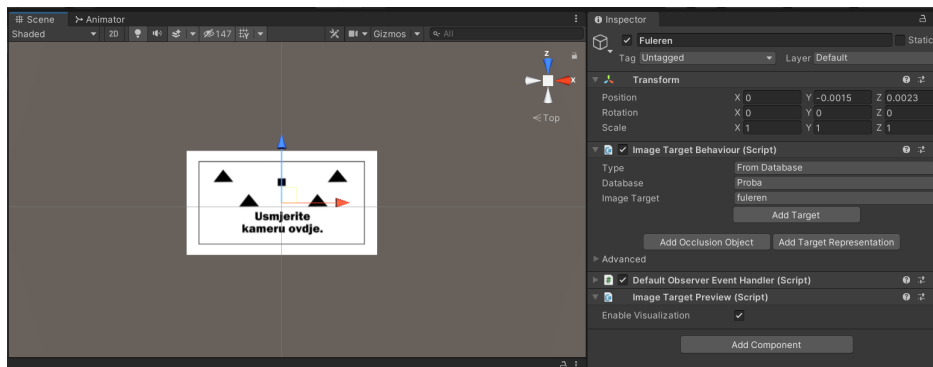 Scene Animator
Shaded 2D 147 Gizmos All
z
x
Top
Usmjerite
kameru ovdje.
Inspector
Fuleren Static
Tag Untagged Layer Default
Transform
Position X 0 Y -0.0015 Z 0.0023
Rotation X 0 Y 0 Z 0
Scale X 1 Y 1 Z 1
Image Target Behaviour (Script)
Type From Database
Database Proba
Image Target fuleren
Add Target
Add Occlusion Object Add Target Representation
Advanced
# Default Observer Event Handler (Script)
Image Target Preview (Script)
Enable Visualization
Add Component